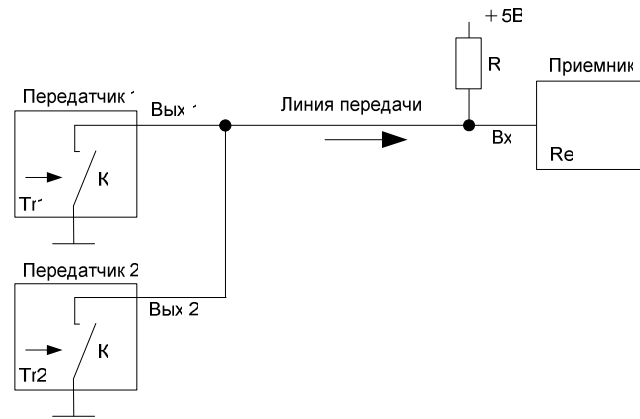 + 5В
R
Приемник
Передатчик 1
Вых 1
Линия передачи
Вх
Re
К
Tr1
Передатчик 2
Вых 2
К
Tr2